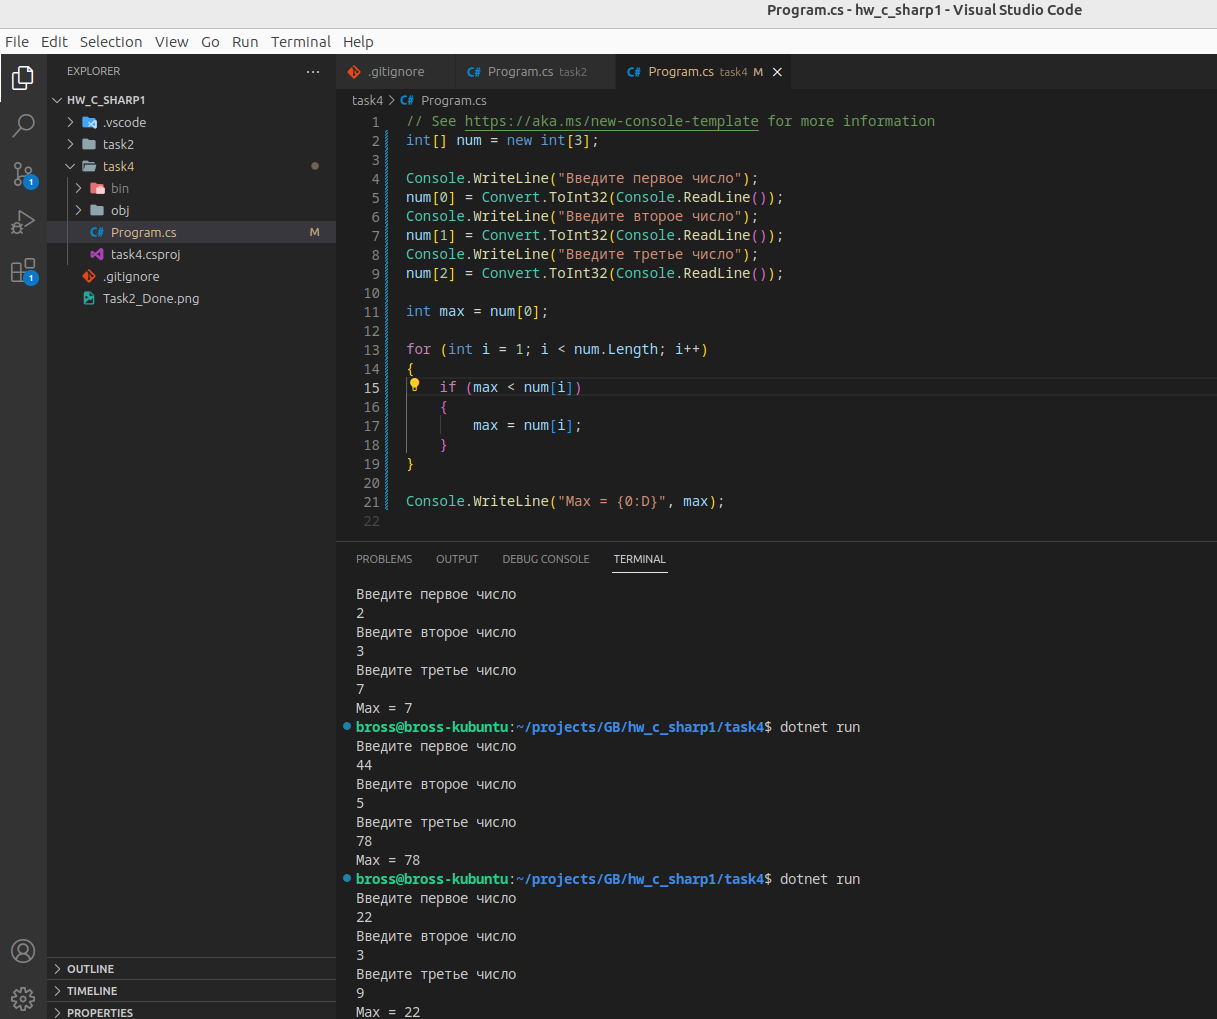 Program.cs - hw_c_sharp1 - Visual Studio Code
File Edit Selection View Go Run Terminal Help
EXPLORER ...
HW_C_SHARP1
.vscode
task2
task4
bin
obj
Program.cs M
task4.csproj
.gitignore
Task2_Done.png
OUTLINE
TIMELINE
PROPERTIES
1
1
.gitignore C# Program.cs task2 C# Program.cs task4 M
task4 > C# Program.cs
1 // See https://aka.ms/new-console-template for more information
2 int[] num = new int[3];
3
4 Console.WriteLine("Введите первое число");
5 num[0] = Convert.ToInt32(Console.ReadLine());
6 Console.WriteLine("Введите второе число");
7 num[1] = Convert.ToInt32(Console.ReadLine());
8 Console.WriteLine("Введите третье число");
9 num[2] = Convert.ToInt32(Console.ReadLine());
10
11 int max = num[0];
12
13 for (int i = 1; i < num.Length; i++)
14 {
15 if (max < num[i])
16 {
17 max = num[i];
18 }
19 }
20
21 Console.WriteLine("Max = {0:D}", max);
22
PROBLEMS OUTPUT DEBUG CONSOLE TERMINAL
Введите первое число
2
Введите второе число
3
Введите третье число
7
Max = 7
bross@bross-kubuntu:~/projects/GB/hw_c_sharp1/task4$ dotnet run
Введите первое число
44
Введите второе число
5
Введите третье число
78
Max = 78
bross@bross-kubuntu:~/projects/GB/hw_c_sharp1/task4$ dotnet run
Введите первое число
22
Введите второе число
3
Введите третье число
9
Max = 22